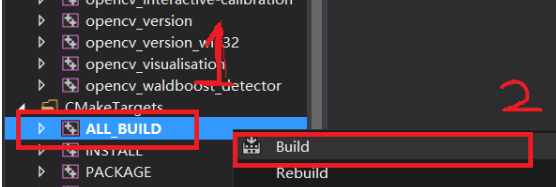 opencv_interactive-calibration
opencv_version
opencv_version_win32
opencv_visualisation
opencv_waldboost_detector
CMakeTargets
ALL_BUILD
INSTALL
PACKAGE
1
2
Build
Rebuild